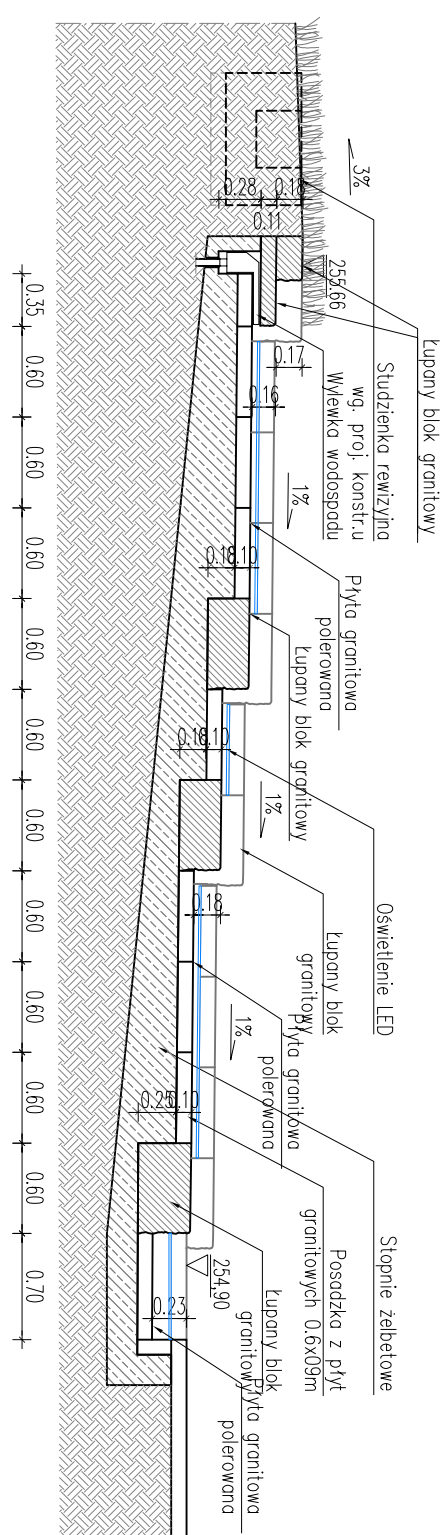 Łupany blok granitowy
Studzienka rewizyjna
wg. proj. konstr.u
Wylewka wodospadu
Płyta granitowa
polerowana
Łupany blok granitowy
Oświetlenie LED
Łupany blok
granitowy
Płyta granitowa
polerowana
Stopnie żelbetowe
Posadzka z płyt
granitowych 0.6x09m
Łupany blok
granitowy
Płyta granitowa
polerowana
3%
255.66
0.28
0.11
0.18
0.17
0.16
1%
0.18
0.10
0.18
0.10
1%
0.18
1%
0.25
0.10
254.90
0.23
0.35
0.60
0.60
0.60
0.60
0.60
0.60
0.60
0.60
0.60
0.60
0.70